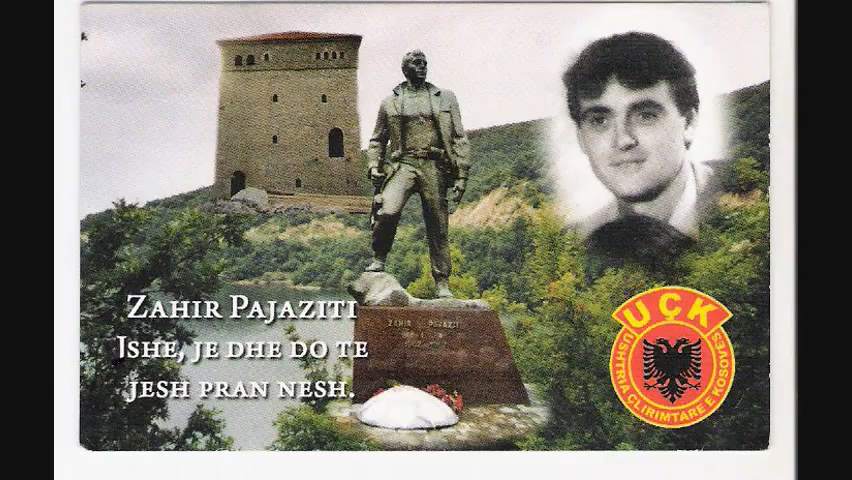 ZAHIR PAJAZITI
ISHE, JE DHE DO TE
JESH PRAN NESH.
ZAHIR PAJAZITI
UÇK
USHTRIA ÇLIRIMTARE E KOSOVËS